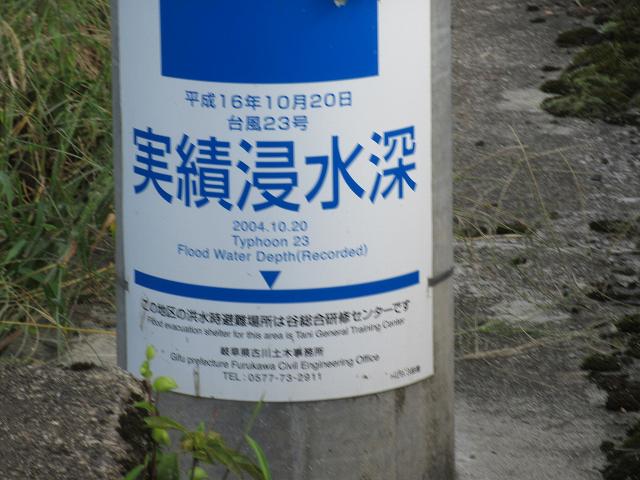 平成16年10月20日
台風23号
実績浸水深
2004.10.20
Typhoon 23
Flood Water Depth(Recorded)
この地区の洪水時避難場所は谷総合研修センターです
Flood evacuation shelter for this area is Tani General Training Center
岐阜県古川土木事務所
Gifu prefecture Furukawa Civil Engineering Office
TEL:0577-73-2911